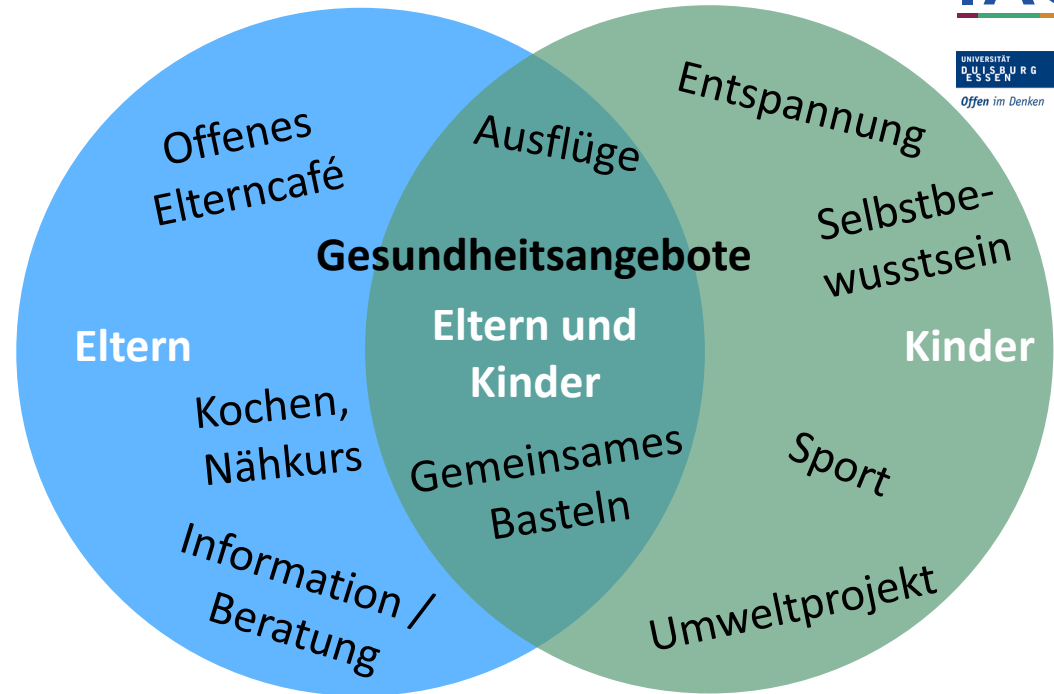 UNIVERSITÄT
DUISBURG
ESSEN
Offen im Denken
Offenes
Elterncafé
Ausflüge
Entspannung
Selbstbe-
wusstsein
Gesundheitsangebote
Eltern
Eltern und
Kinder
Kinder
Kochen,
Nähkurs
Gemeinsames
Basteln
Sport
Information /
Beratung
Umweltprojekt